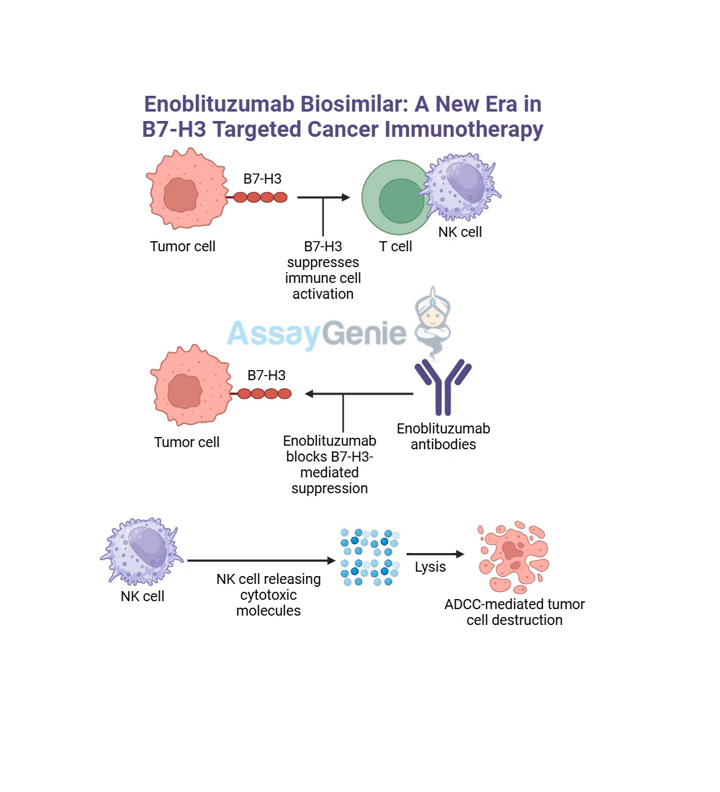 Enoblituzumab Biosimilar: A New Era in
B7-H3 Targeted Cancer Immunotherapy
B7-H3
Tumor cell
B7-H3
suppresses
immune cell
activation
T cell
NK cell
AssayGenie
B7-H3
Tumor cell
Enoblituzumab
blocks B7-H3-
mediated
suppression
Enoblituzumab
antibodies
NK cell
NK cell releasing
cytotoxic
molecules
Lysis
ADCC-mediated tumor
cell destruction